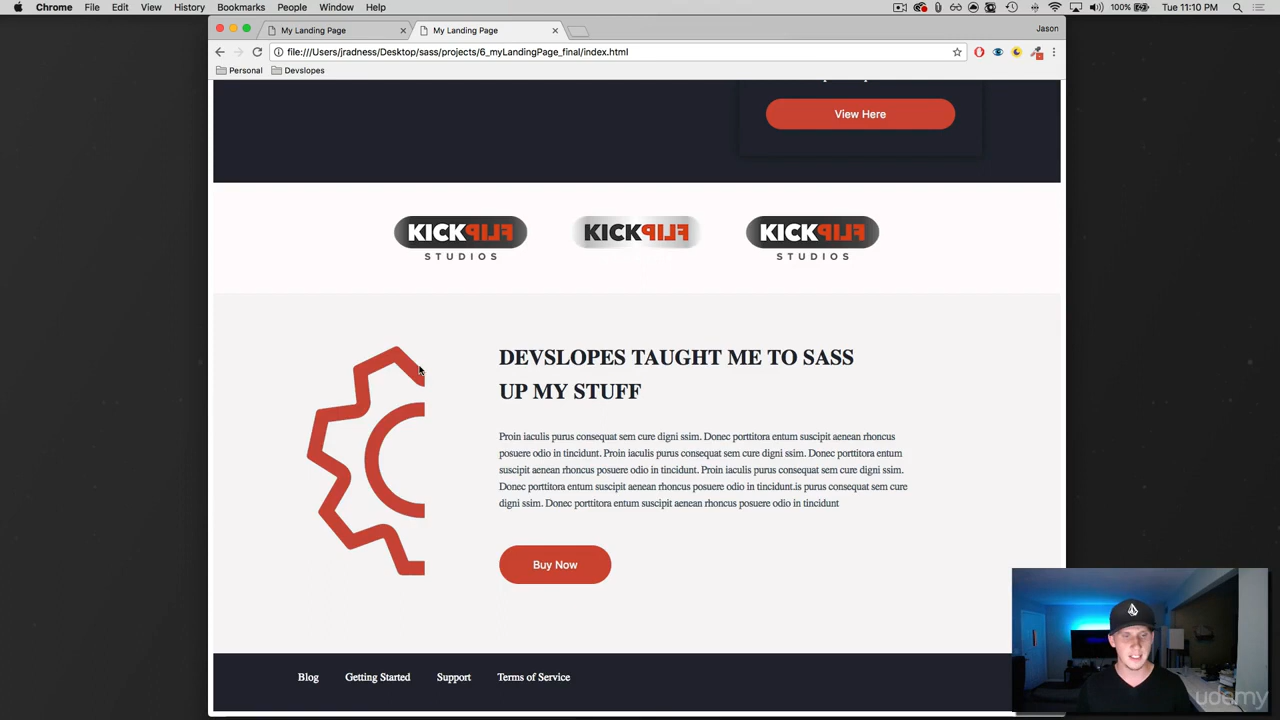 Chrome File Edit View History Bookmarks People Window Help 100% Tue 11:10 PM
My Landing Page My Landing Page Jason
file:///Users/jradness/Desktop/sass/projects/6_myLandingPage_final/index.html
Personal Devslopes
View Here
KICKFLIP KICKFLIP KICKFLIP
STUDIOS STUDIOS
DEVSLOPES TAUGHT ME TO SASS
UP MY STUFF
Proin iaculis purus consequat sem cure digni ssim. Donec porttitora entum suscipit aenean rhoncus
posuere odio in tincidunt. Proin iaculis purus consequat sem cure digni ssim. Donec porttitora entum
suscipit aenean rhoncus posuere odio in tincidunt. Proin iaculis purus consequat sem cure digni ssim.
Donec porttitora entum suscipit aenean rhoncus posuere odio in tincidunt.is purus consequat sem cure
digni ssim. Donec porttitora entum suscipit aenean rhoncus posuere odio in tincidunt
Buy Now
Blog Getting Started Support Terms of Service
udemy